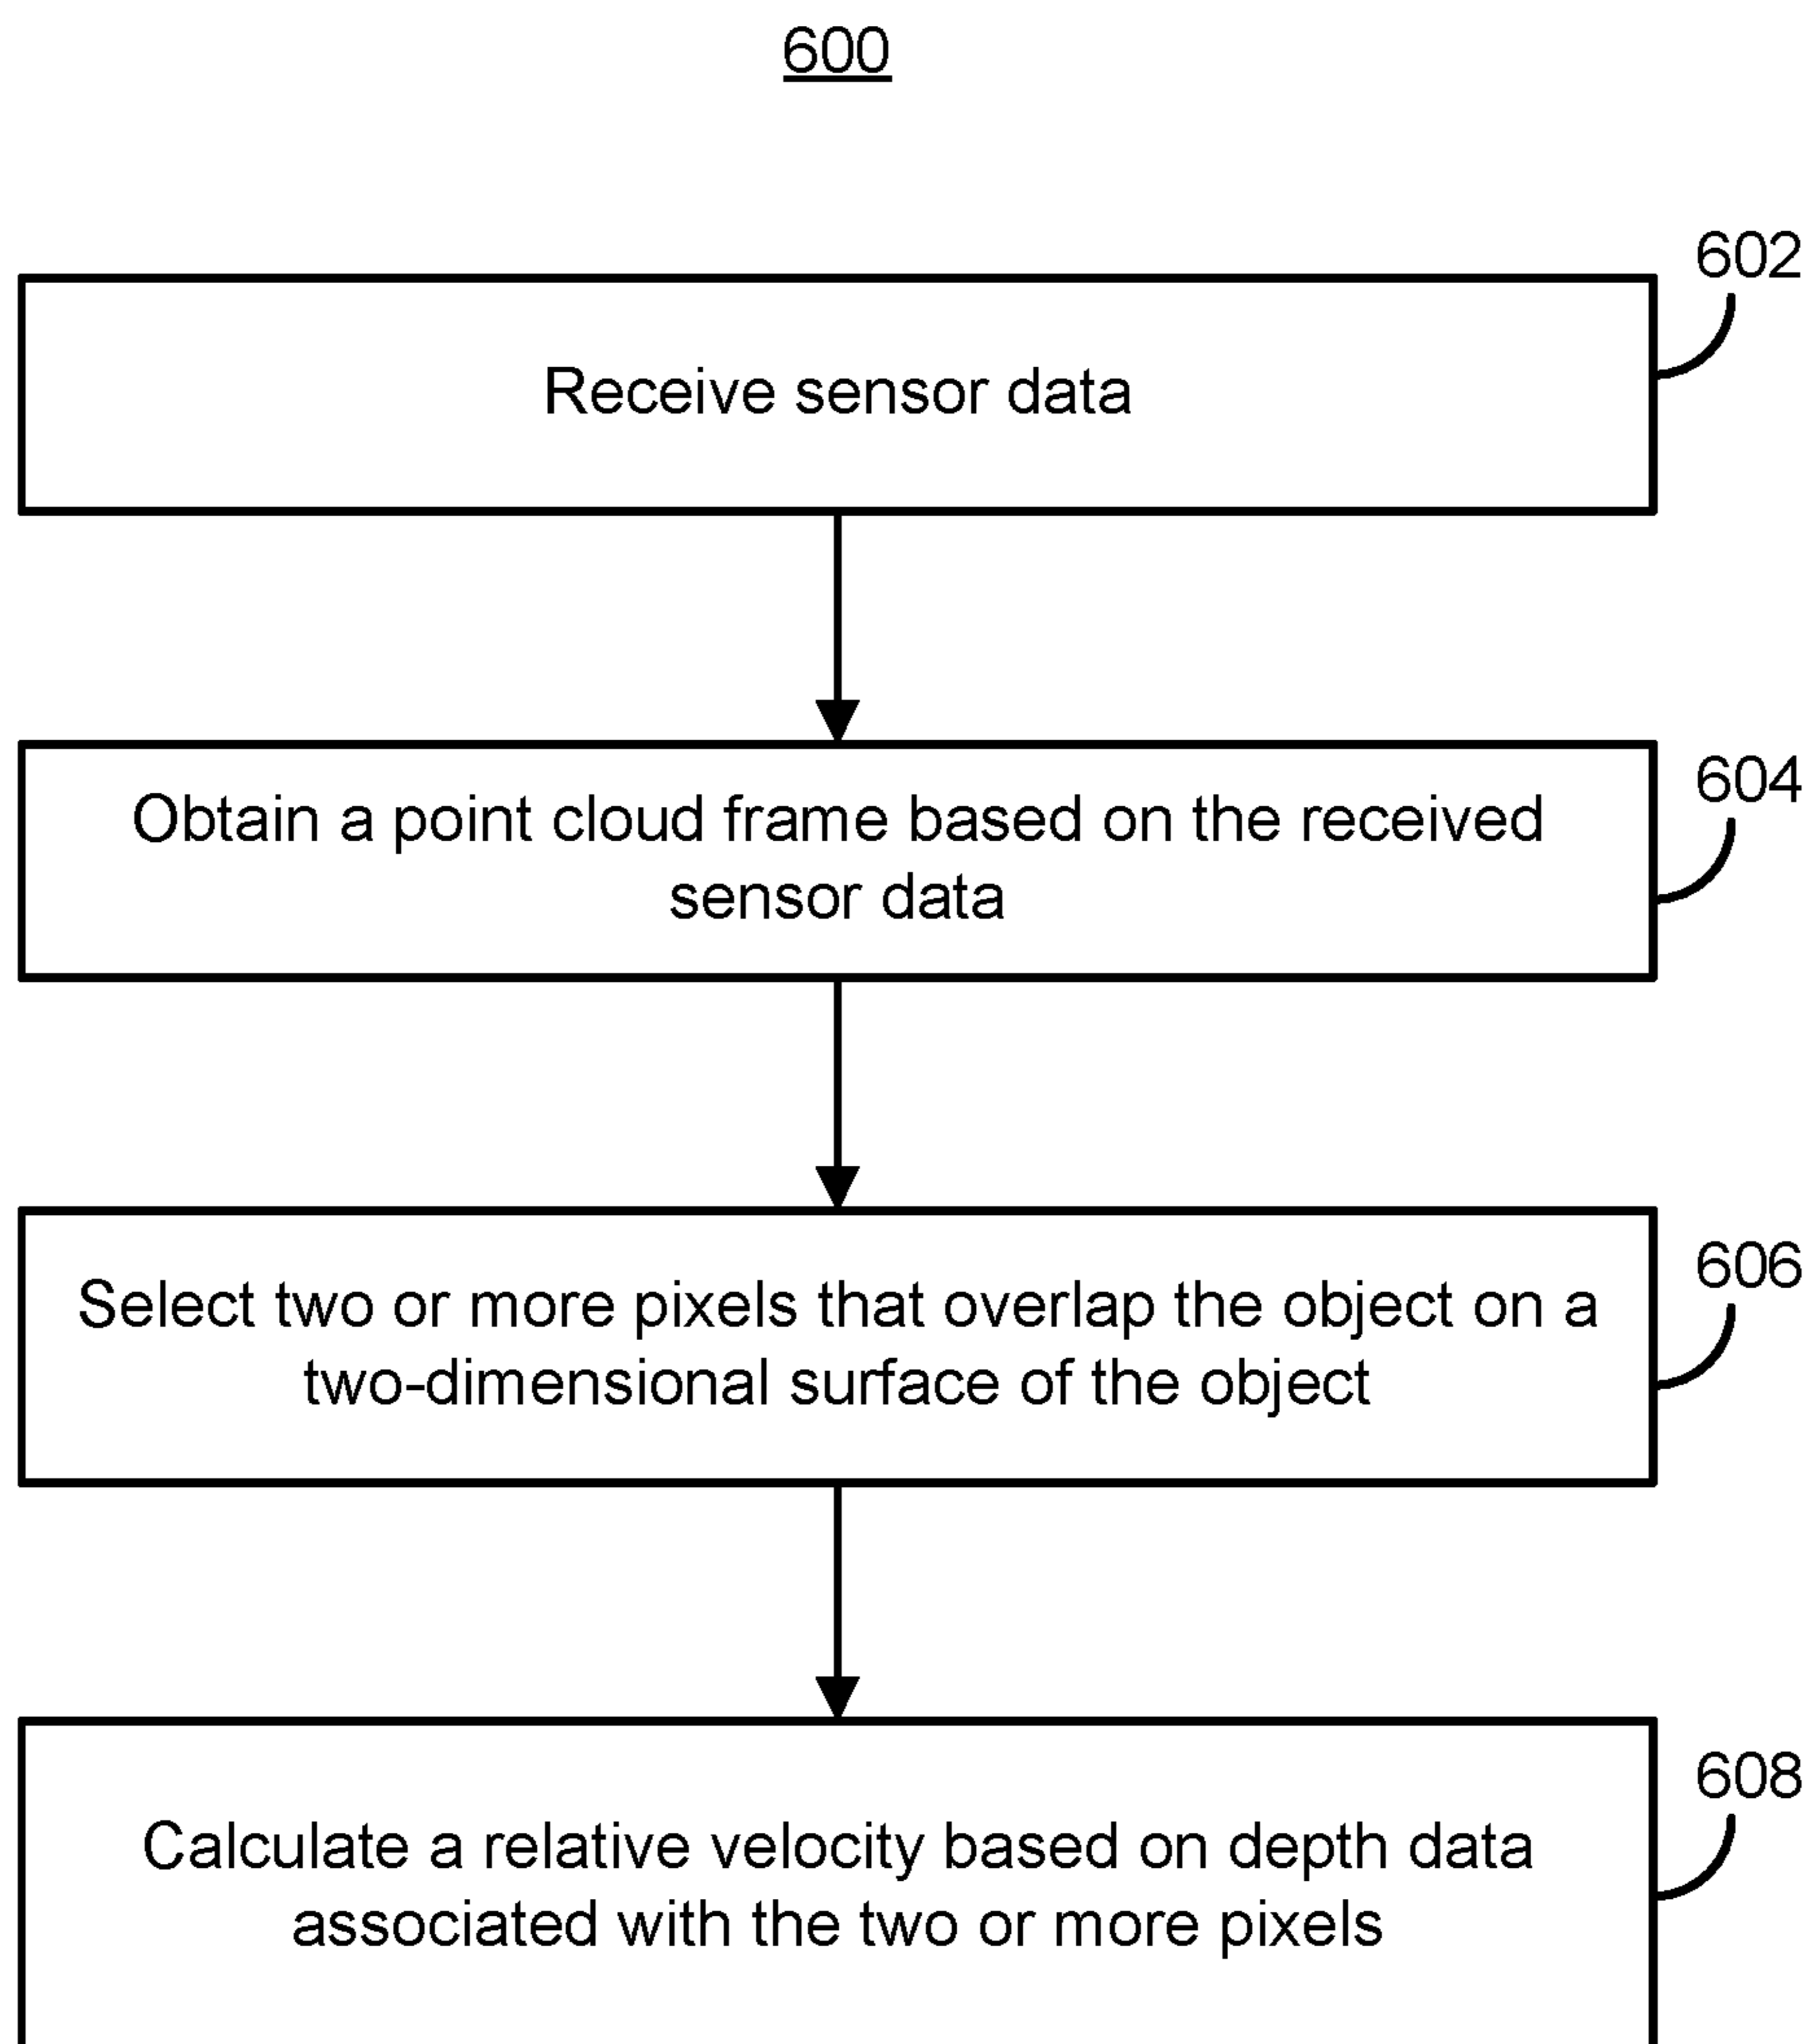 600
602
Receive sensor data
604
Obtain a point cloud frame based on the received
sensor data
606
Select two or more pixels that overlap the object on a
two-dimensional surface of the object
608
Calculate a relative velocity based on depth data
associated with the two or more pixels